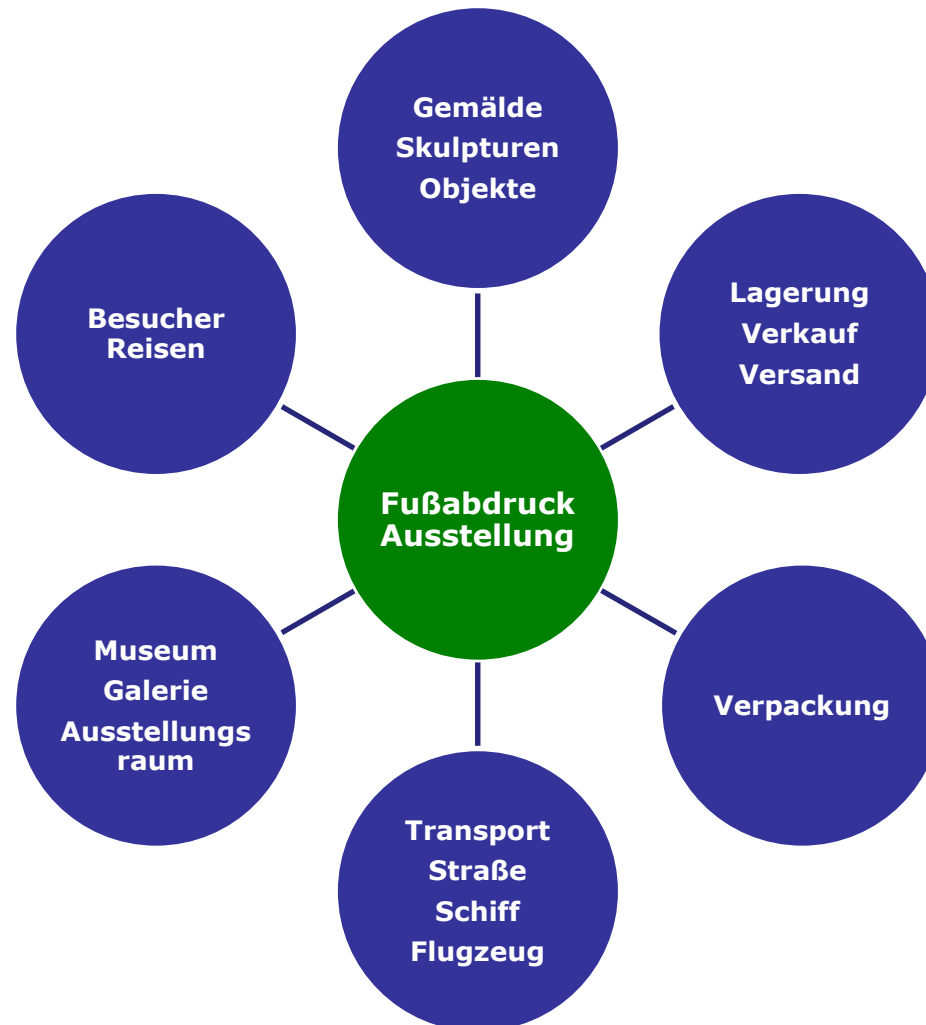 Gemälde
Skulpturen
Objekte
Lagerung
Verkauf
Versand
Verpackung
Transport
Straße
Schiff
Flugzeug
Museum
Galerie
Ausstellungs
raum
Besucher
Reisen
Fußabdruck
Ausstellung